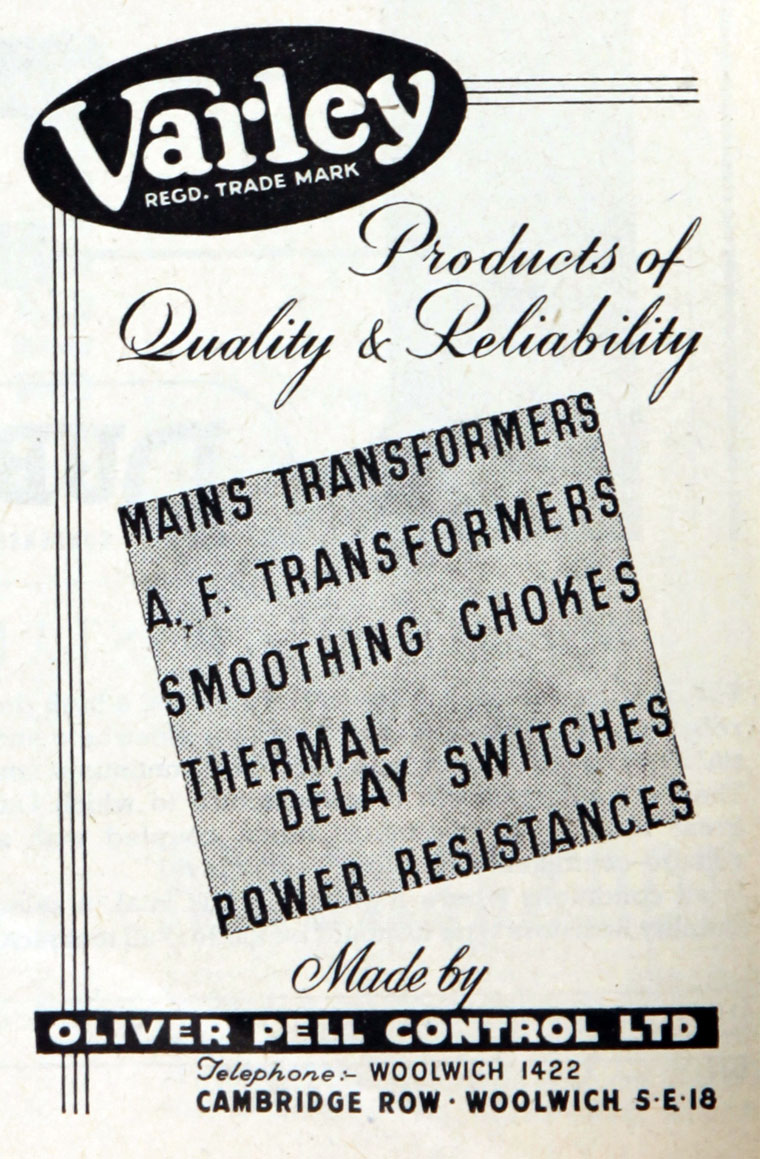 Varley
REGD. TRADE MARK
Products of
Quality & Reliability
MAINS TRANSFORMERS
A.F. TRANSFORMERS
SMOOTHING CHOKES
THERMAL
DELAY SWITCHES
POWER RESISTANCES
Made by
OLIVER PELL CONTROL LTD
Telephone:- WOOLWICH 1422
CAMBRIDGE ROW · WOOLWICH S·E·18